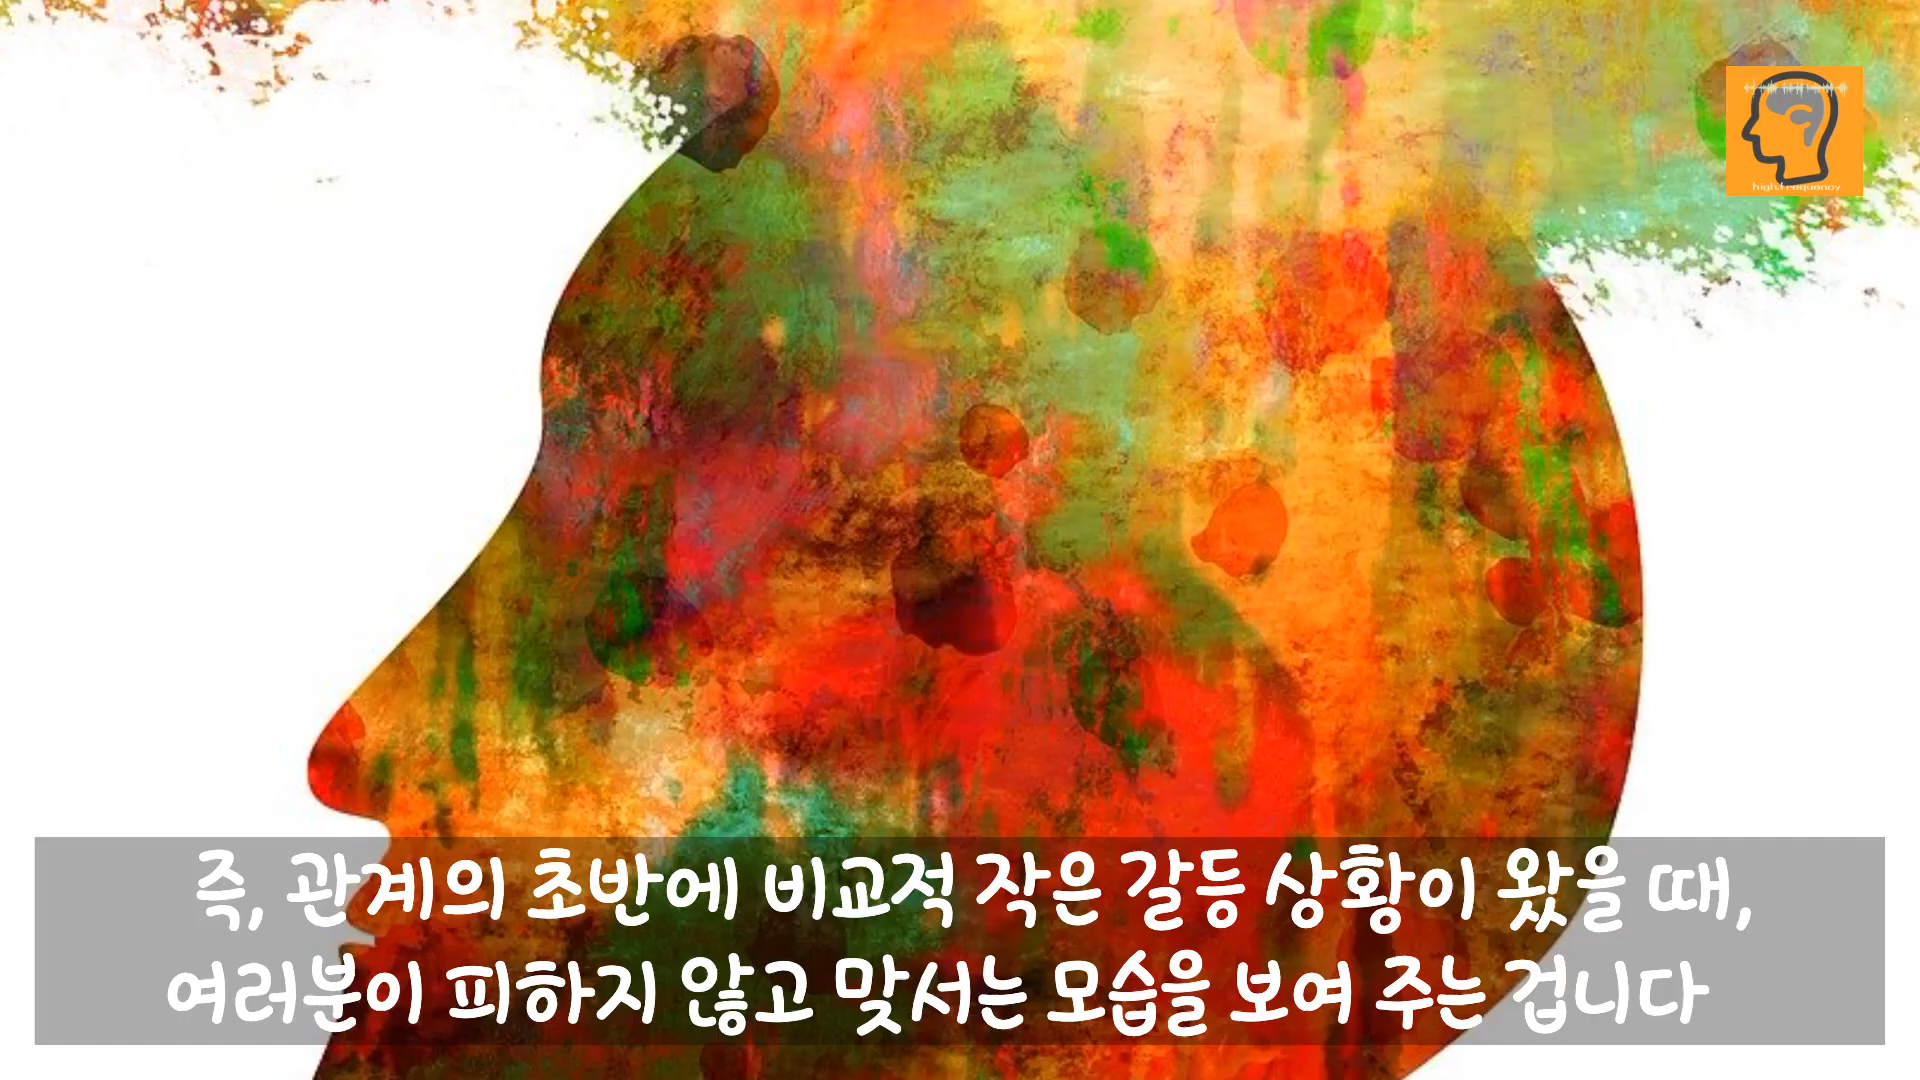 high.frequency
즉, 관계의 초반에 비교적 작은 갈등 상황이 왔을 때,
여러분이 피하지 않고 맞서는 모습을 보여 주는 겁니다